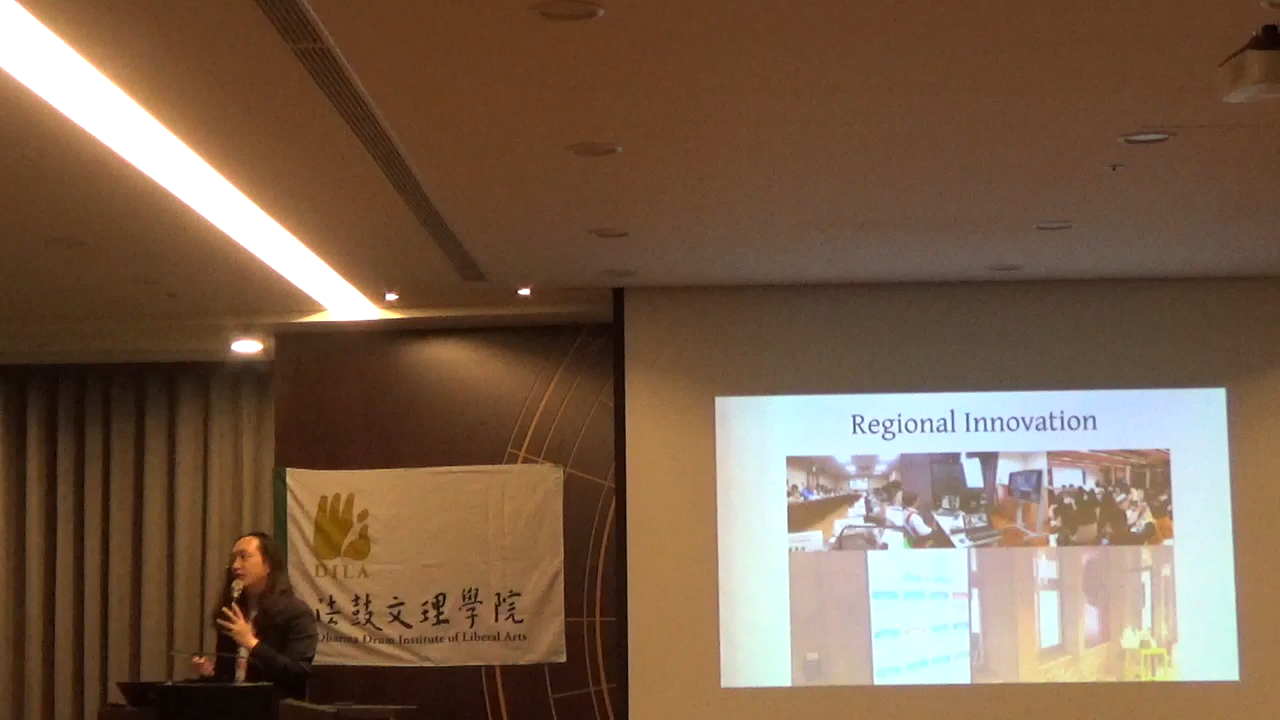 DILA
法鼓文理學院
Dharma Drum Institute of Liberal Arts
Regional Innovation